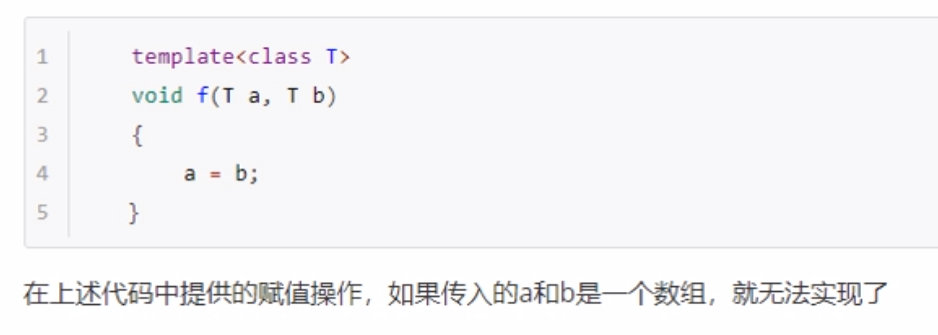 1 template<class T>
2 void f(T a, T b)
3 {
4 a = b;
5 }
在上述代码中提供的赋值操作，如果传入的a和b是一个数组，就无法实现了